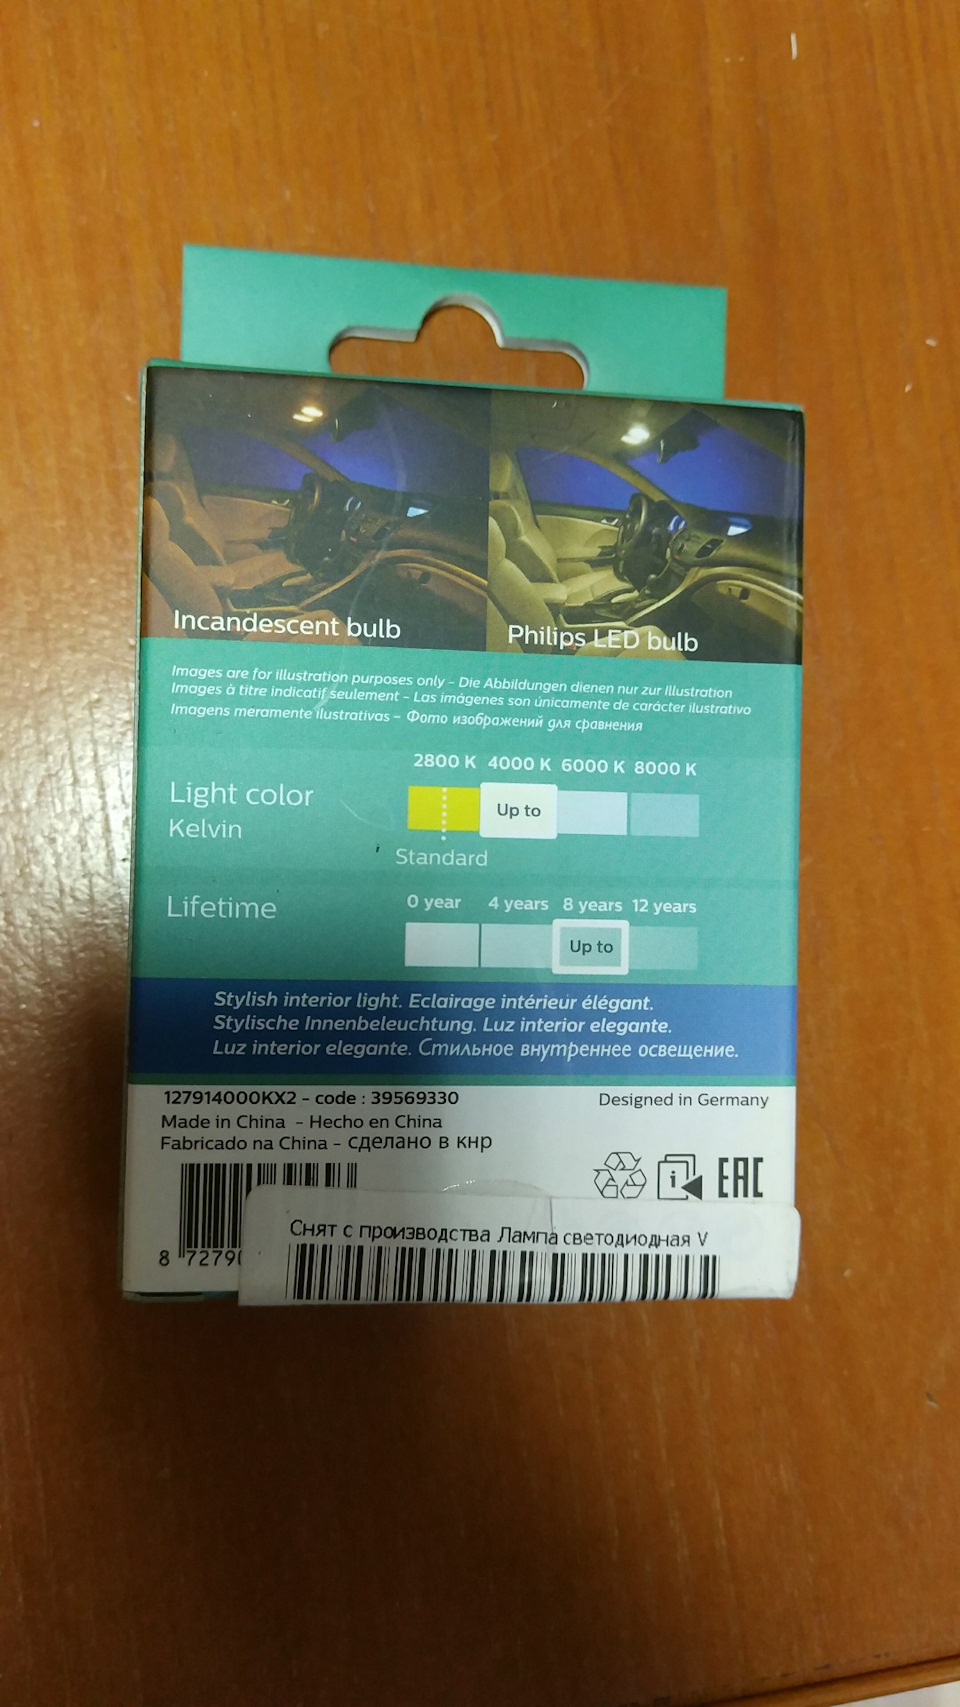 Incandescent bulb
Philips LED bulb
Images are for illustration purposes only - Die Abbildungen dienen nur zur Illustration
Images à titre indicatif seulement - Las imágenes son únicamente de carácter ilustrativo
Imagens meramente ilustrativas - Фото изображений для сравнения
2800 K 4000 K 6000 K 8000 K
Light color
Kelvin
Up to
Standard
Lifetime
0 year 4 years 8 years 12 years
Up to
Stylish interior light. Eclairage intérieur élégant.
Stylische Innenbeleuchtung. Luz interior elegante.
Luz interior elegante. Стильное внутреннее освещение.
127914000KX2 - code : 39569330
Designed in Germany
Made in China - Hecho en China
Fabricado na China - сделано в кнр
EAC
Снят с производства Лампа светодиодная V
8 72790